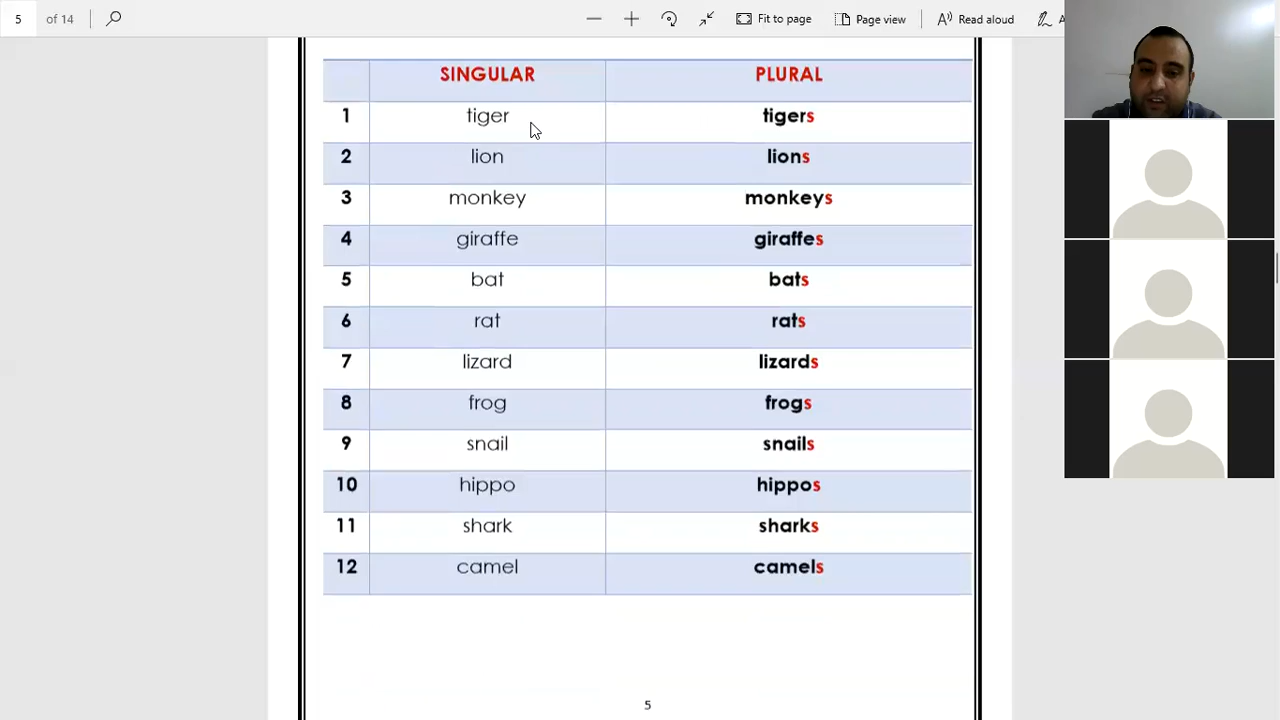 5 of 14 Fit to page Page view Read aloud
SINGULAR PLURAL
1 tiger tigers
2 lion lions
3 monkey monkeys
4 giraffe giraffes
5 bat bats
6 rat rats
7 lizard lizards
8 frog frogs
9 snail snails
10 hippo hippos
11 shark sharks
12 camel camels
5